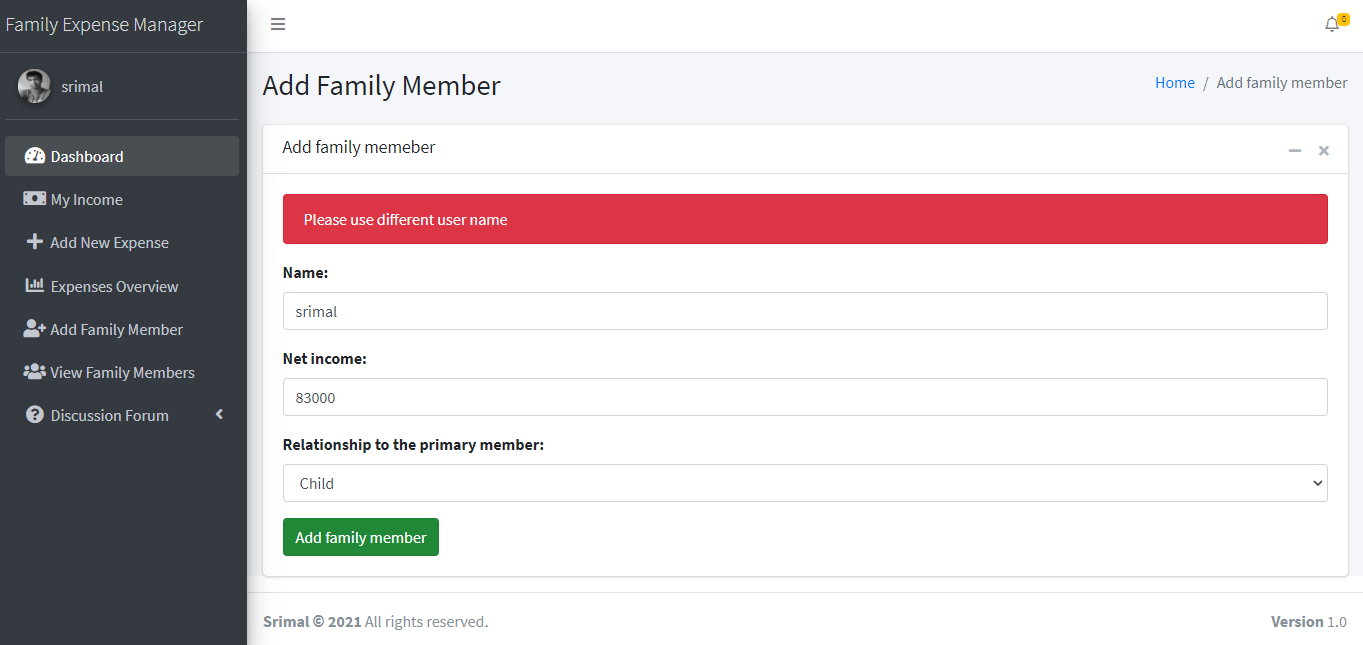 Family Expense Manager
0
srimal
Add Family Member
Home / Add family member
Dashboard
My Income
Add New Expense
Expenses Overview
Add Family Member
View Family Members
Discussion Forum
Add family memeber
Please use different user name
Name:
srimal
Net income:
83000
Relationship to the primary member:
Child
Add family member
Srimal © 2021 All rights reserved.
Version 1.0